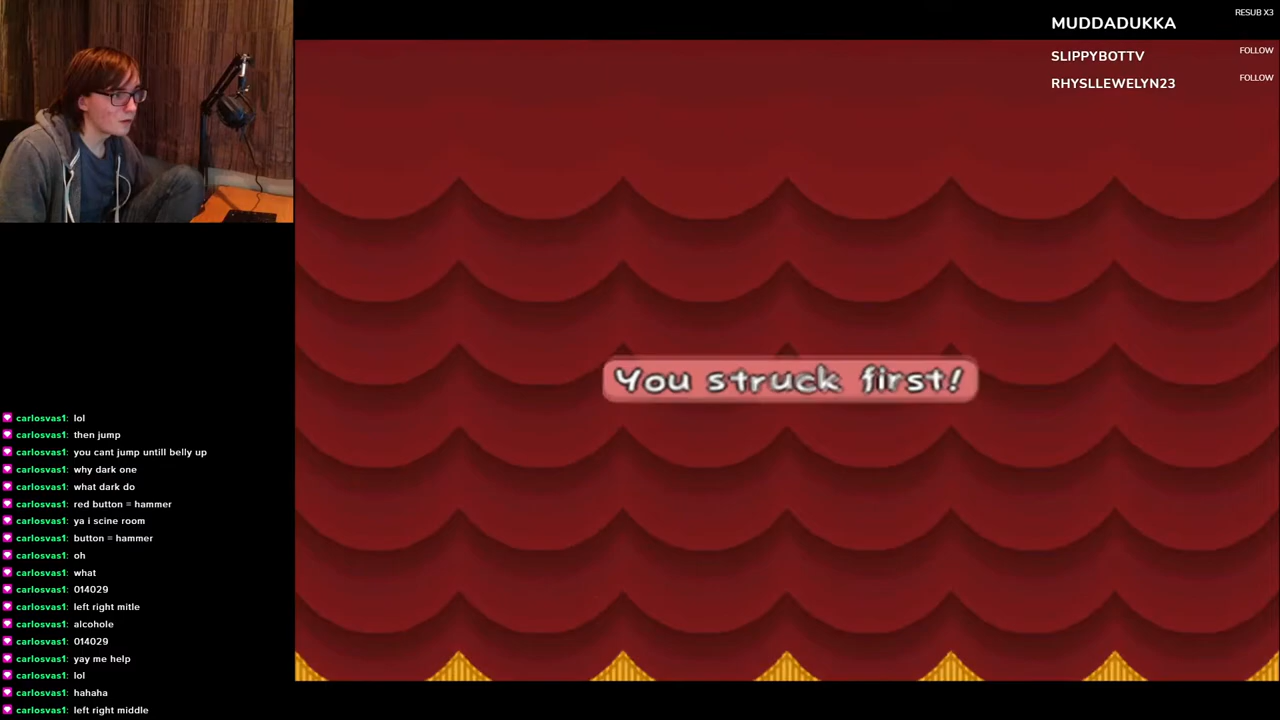 MUDDADUKKA
RESUB X3
SLIPPYBOTTV
FOLLOW
RHYSLLEWELYN23
FOLLOW
You struck first!
carlosvas1: lol
carlosvas1: then jump
carlosvas1: you cant jump untill belly up
carlosvas1: why dark one
carlosvas1: what dark do
carlosvas1: red button = hammer
carlosvas1: ya i scine room
carlosvas1: button = hammer
carlosvas1: oh
carlosvas1: what
carlosvas1: 014029
carlosvas1: left right mitle
carlosvas1: alcohole
carlosvas1: 014029
carlosvas1: yay me help
carlosvas1: lol
carlosvas1: hahaha
carlosvas1: left right middle